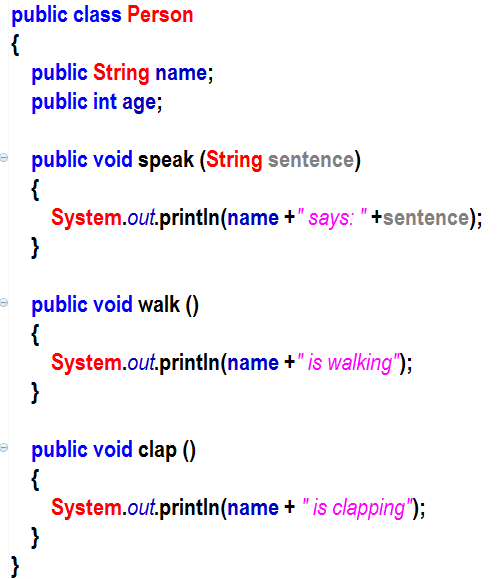 public class Person
{
public String name;
public int age;
public void speak (String sentence)
{
System.out.println(name +" says: " +sentence);
}
public void walk ()
{
System.out.println(name +" is walking");
}
public void clap ()
{
System.out.println(name + " is clapping");
}
}